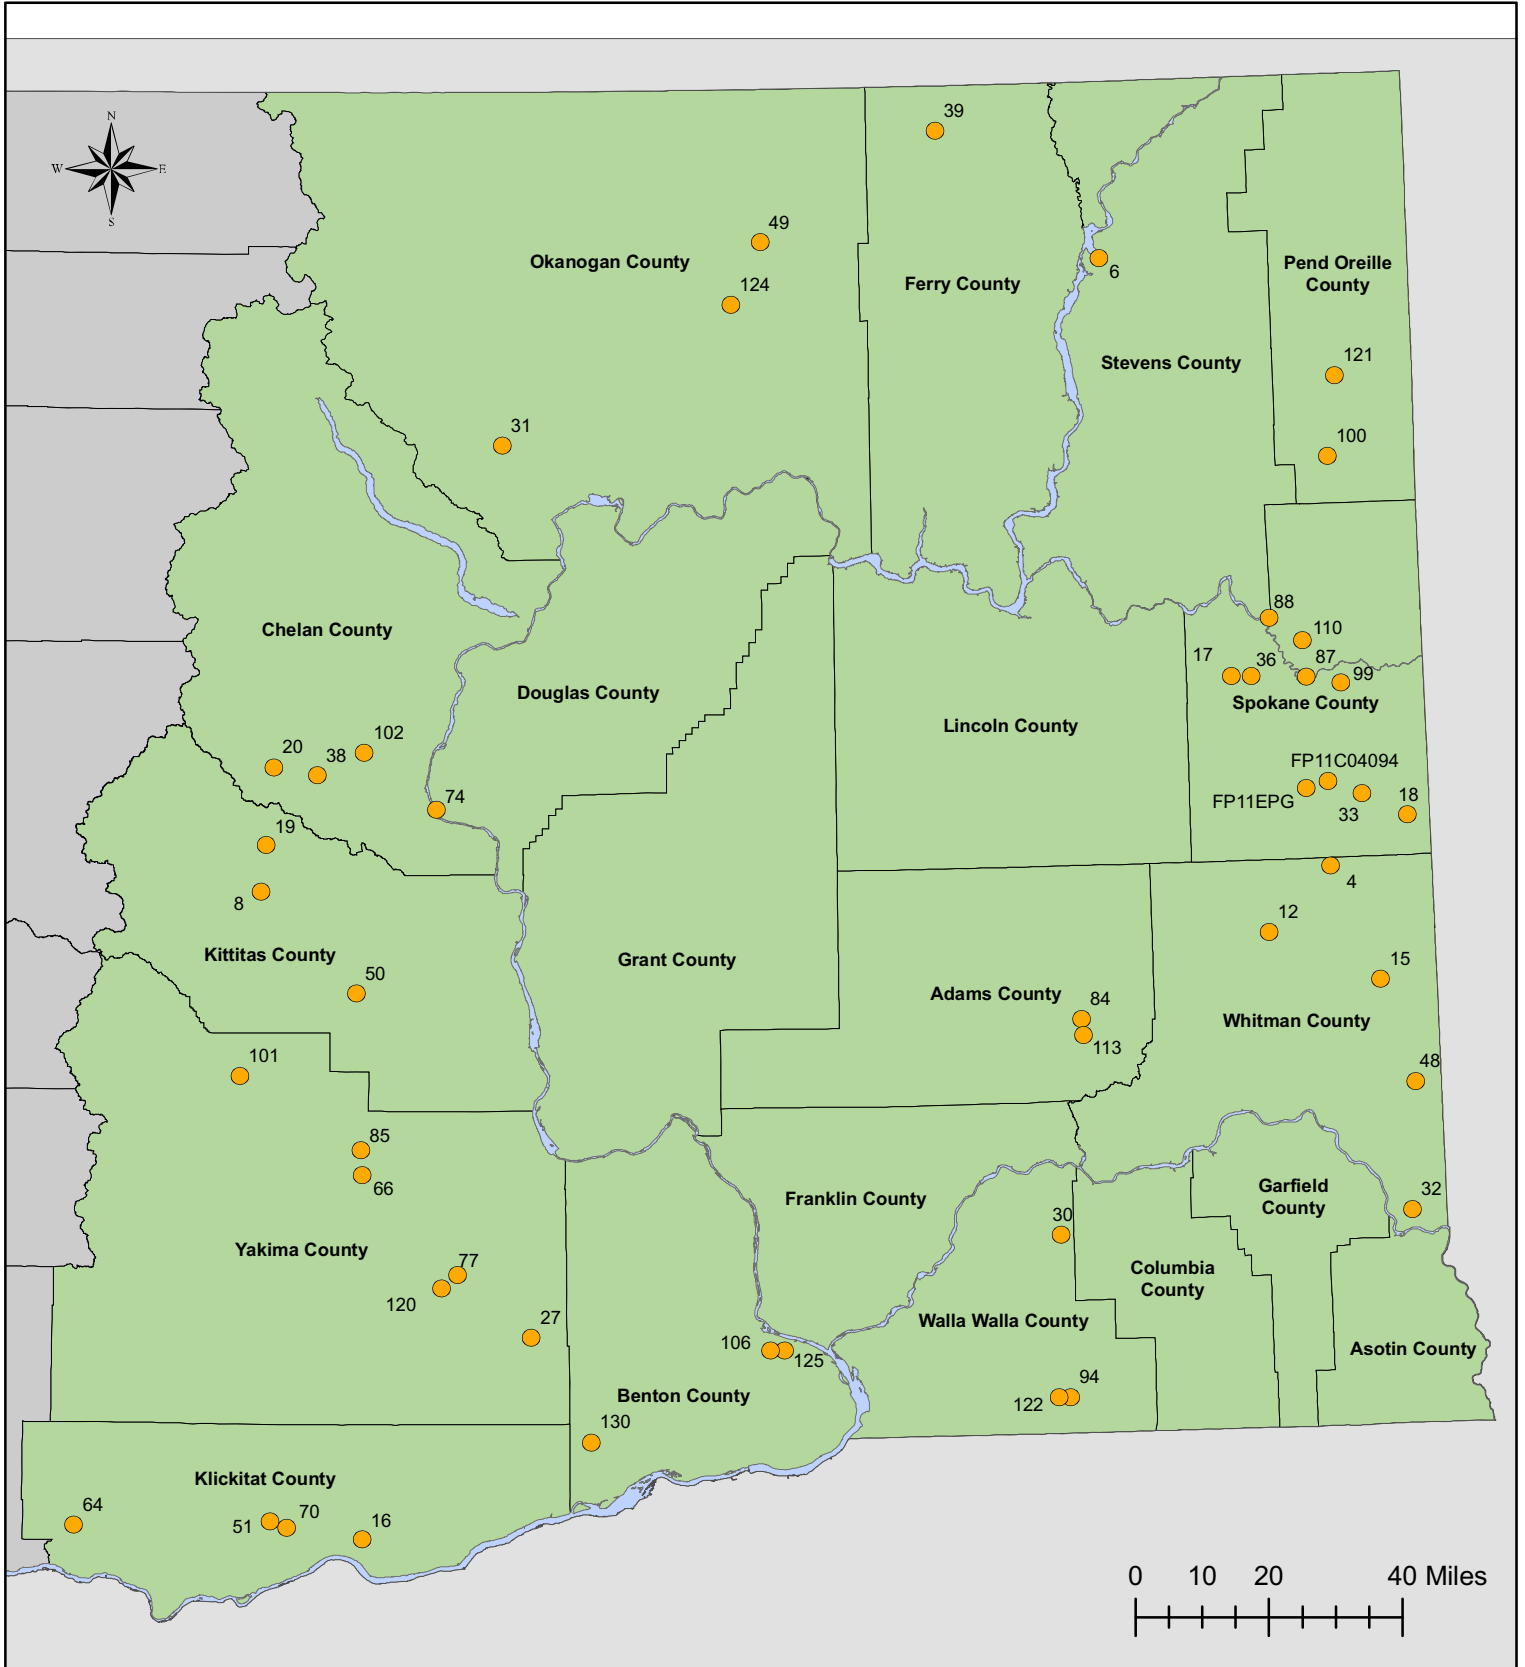 N
W
E
S
39
49
Okanogan County
124
Ferry County
6
Pend Oreille
County
Stevens County
121
31
100
88
110
Chelan County
17
36
87
99
Douglas County
Spokane County
Lincoln County
102
20
38
FP11C04094
74
FP11EPG
33
18
19
4
8
12
Kittitas County
Grant County
15
50
Adams County
84
Whitman County
113
101
48
85
66
Franklin County
Garfield
County
32
30
Yakima County
77
Columbia
County
120
27
Walla Walla County
106
125
Asotin County
94
Benton County
122
130
Klickitat County
64
51
70
16
0 10 20 40 Miles